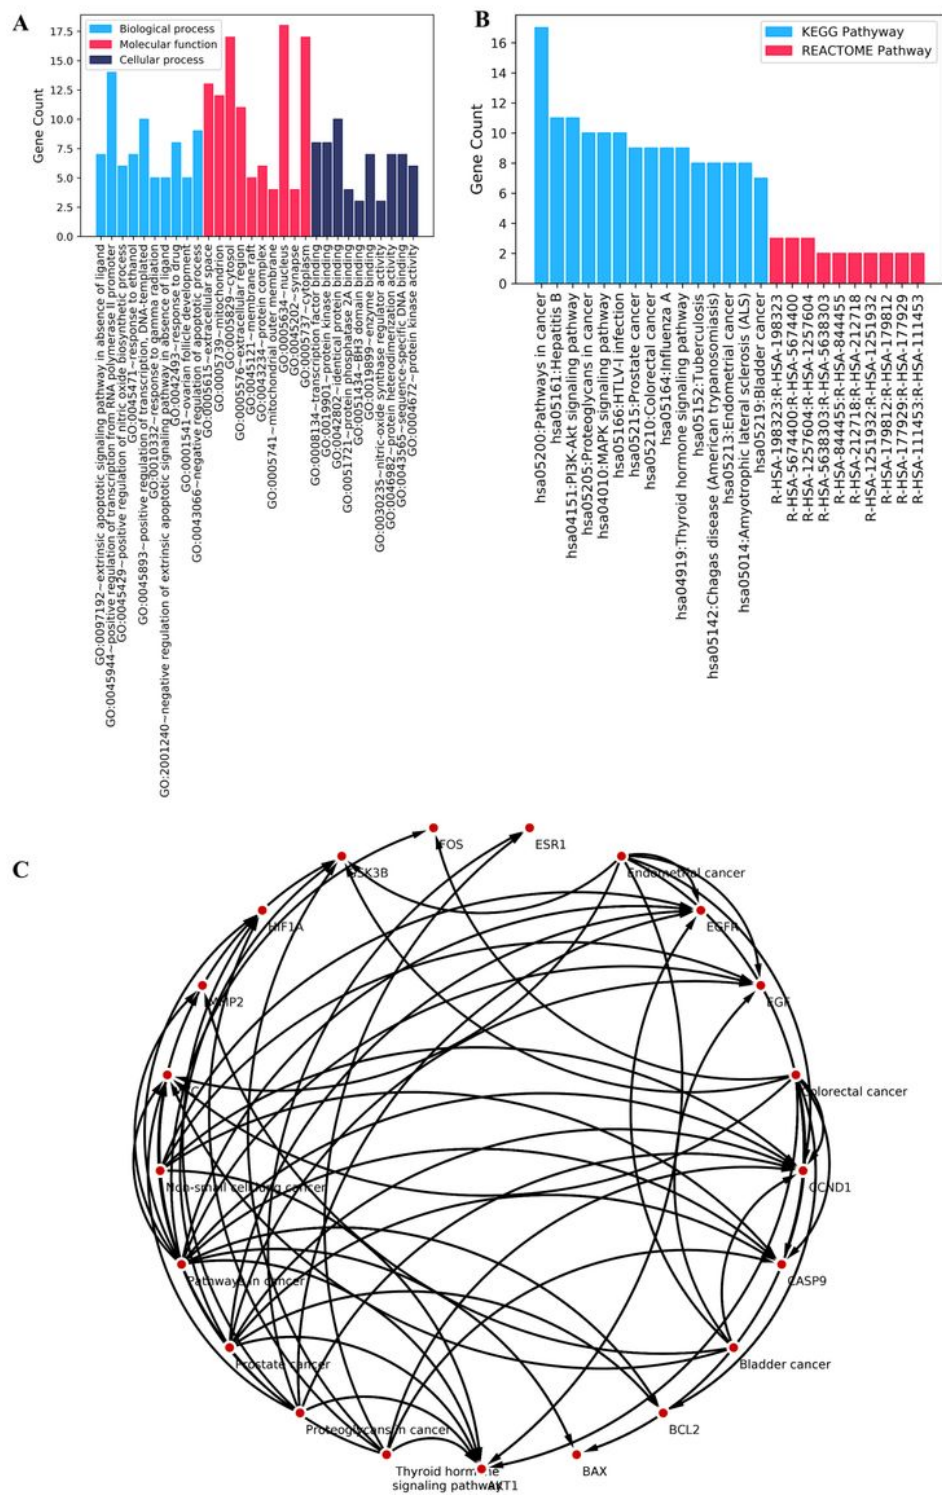 A
17.5
15.0
12.5
10.0
7.5
5.0
2.5
0.0
Gene Count
Biological process
Molecular function
Cellular process
GO:0097192~extrinsic apoptotic signaling pathway in absence of ligand
GO:0045944~positive regulation of transcription from RNA polymerase II promoter
GO:0045429~positive regulation of nitric oxide biosynthetic process
GO:0045471~response to ethanol
GO:0045893~positive regulation of transcription, DNA-templated
GO:0010332~response to gamma radiation
GO:2001240~negative regulation of extrinsic apoptotic signaling pathway in absence of ligand
GO:0042493~response to drug
GO:0001541~ovarian follicle development
GO:0043066~negative regulation of apoptotic process
GO:0005615~extracellular space
GO:0005739~mitochondrion
GO:0005829~cytosol
GO:0005576~extracellular region
GO:0045121~membrane raft
GO:0043234~protein complex
GO:0005741~mitochondrial outer membrane
GO:0005634~nucleus
GO:0045202~synapse
GO:0005737~cytoplasm
GO:0008134~transcription factor binding
GO:0019901~protein kinase binding
GO:0042802~identical protein binding
GO:0051721~protein phosphatase 2A binding
GO:0051434~BH3 domain binding
GO:0019899~enzyme binding
GO:0030235~nitric-oxide synthase regulator activity
GO:0046982~protein heterodimerization activity
GO:0043565~sequence-specific DNA binding
GO:0004672~protein kinase activity
B
16
14
12
10
8
6
4
2
0
Gene Count
KEGG Pathyway
REACTOME Pathway
hsa05200:Pathways in cancer
hsa05161:Hepatitis B
hsa04151:PI3K-Akt signaling pathway
hsa05205:Proteoglycans in cancer
hsa04010:MAPK signaling pathway
hsa05166:HTLV-I infection
hsa05215:Prostate cancer
hsa05210:Colorectal cancer
hsa05164:Influenza A
hsa04919:Thyroid hormone signaling pathway
hsa05152:Tuberculosis
hsa05142:Chagas disease (American trypanosomiasis)
hsa05213:Endometrial cancer
hsa05014:Amyotrophic lateral sclerosis (ALS)
hsa05219:Bladder cancer
R-HSA-198323:R-HSA-198323
R-HSA-5674400:R-HSA-5674400
R-HSA-1257604:R-HSA-1257604
R-HSA-5638303:R-HSA-5638303
R-HSA-844455:R-HSA-844455
R-HSA-212718:R-HSA-212718
R-HSA-1251932:R-HSA-1251932
R-HSA-179812:R-HSA-179812
R-HSA-177929:R-HSA-177929
R-HSA-111453:R-HSA-111453
C
FOS
ESR1
GSK3B
Endometrial cancer
HIF1A
EGFR
MMP2
EGF
Colorectal cancer
Non-small cell lung cancer
CCND1
Pathways in cancer
CASP9
Prostate cancer
Bladder cancer
Proteoglycans in cancer
BCL2
Thyroid hormone
signaling pathway
AKT1
BAX